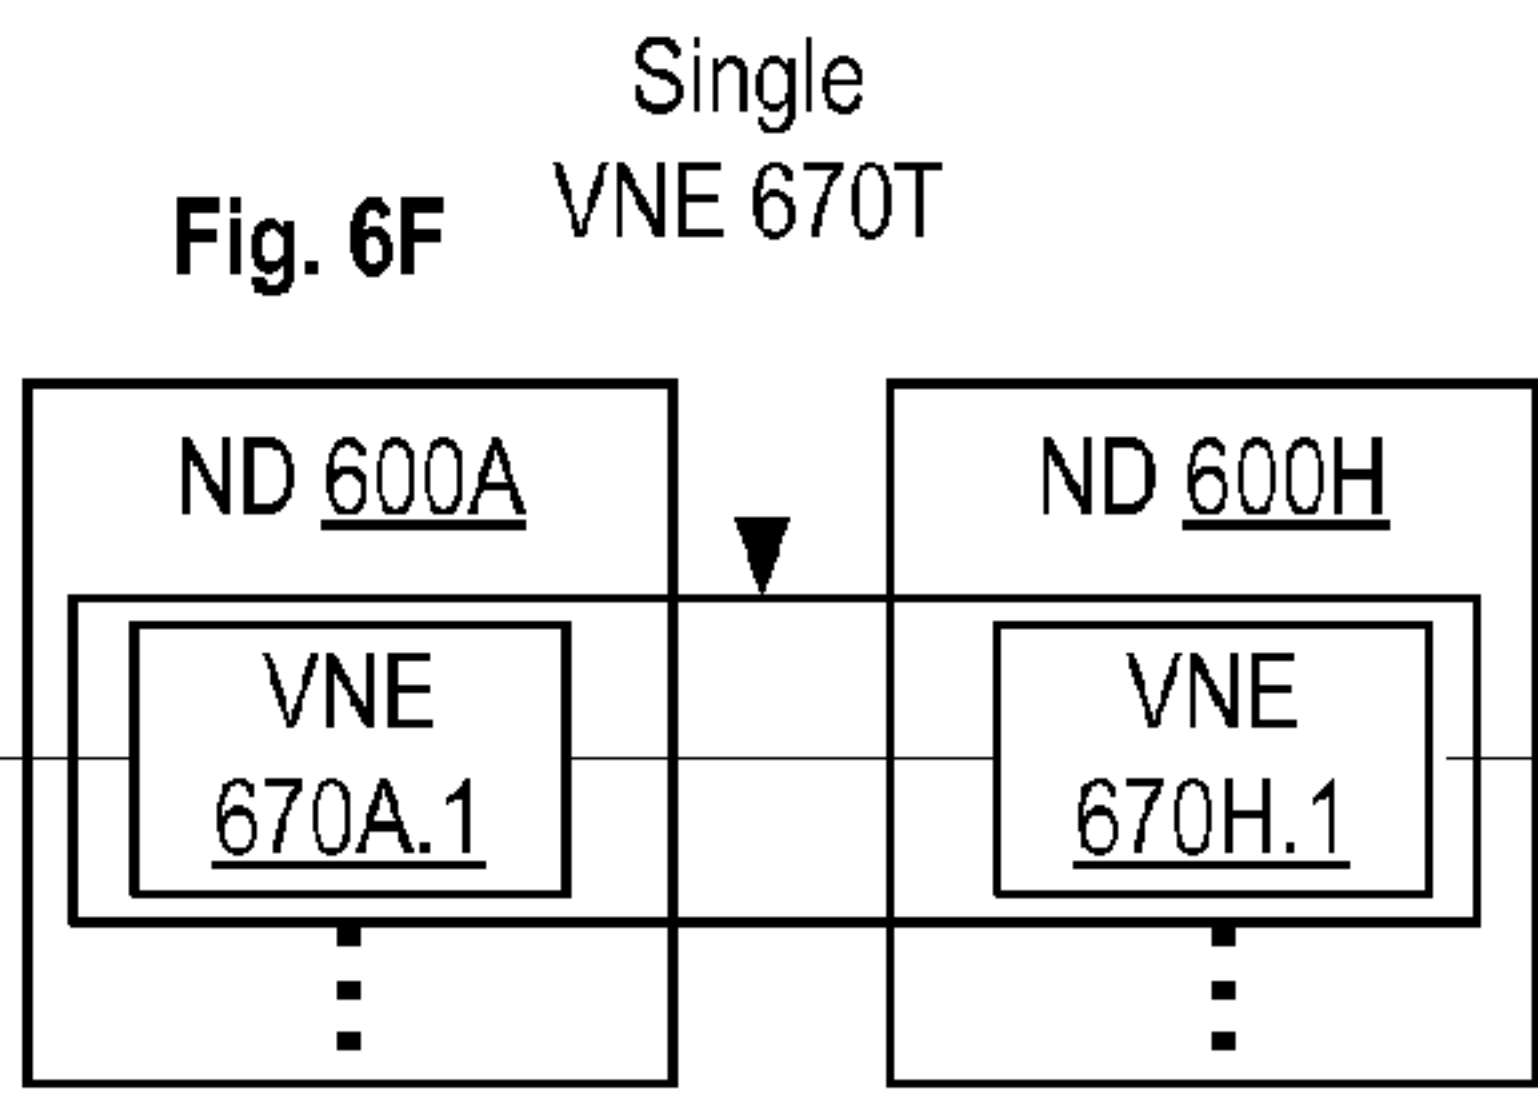 Single
VNE 670T
Fig. 6F
ND 600A
ND 600H
VNE
670A.1
VNE
670H.1